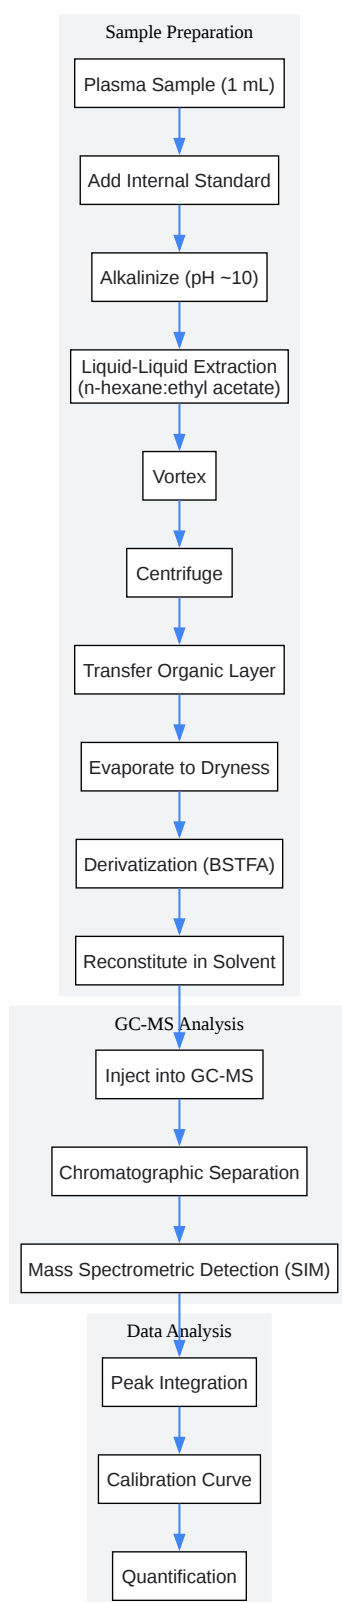 Sample Preparation
Plasma Sample (1 mL)
Add Internal Standard
Alkalinize (pH ~10)
Liquid-Liquid Extraction
(n-hexane:ethyl acetate)
Vortex
Centrifuge
Transfer Organic Layer
Evaporate to Dryness
Derivatization (BSTFA)
Reconstitute in Solvent
GC-MS Analysis
Inject into GC-MS
Chromatographic Separation
Mass Spectrometric Detection (SIM)
Data Analysis
Peak Integration
Calibration Curve
Quantification